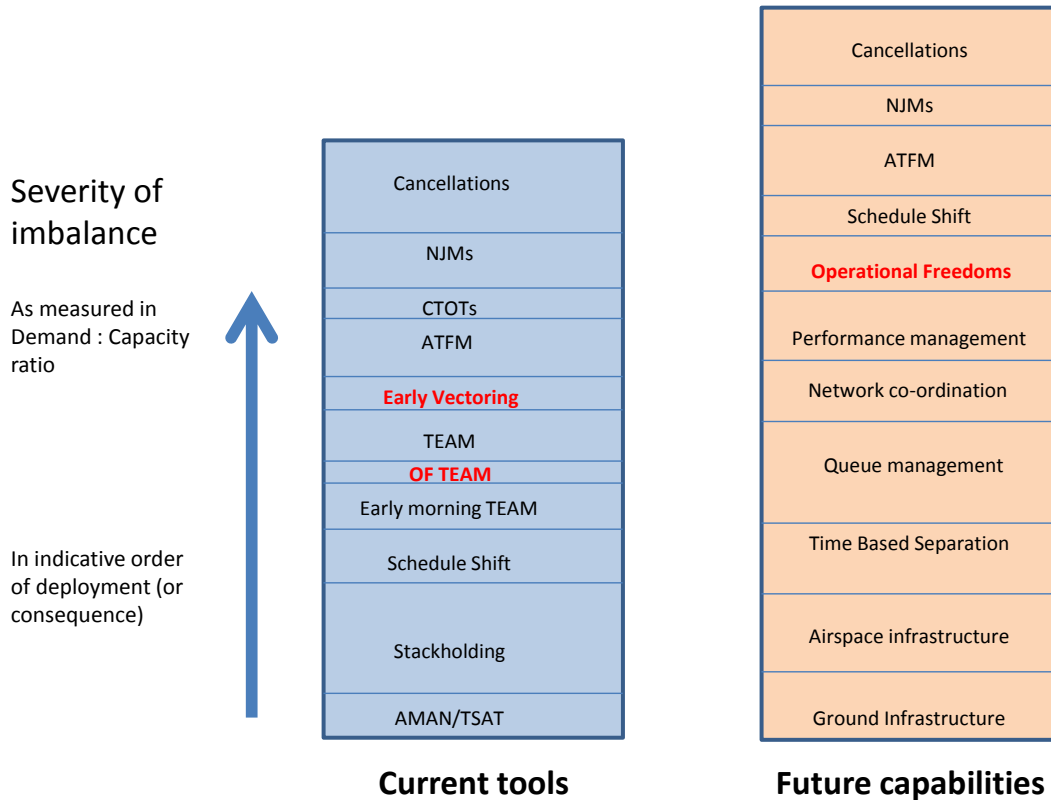 Severity of
imbalance
As measured in
Demand : Capacity
ratio
In indicative order
of deployment (or
consequence)
Cancellations
NJMs
CTOTs
ATFM
Early Vectoring
TEAM
OF TEAM
Early morning TEAM
Schedule Shift
Stackholding
AMAN/TSAT
Current tools
Cancellations
NJMs
ATFM
Schedule Shift
Operational Freedoms
Performance management
Network co-ordination
Queue management
Time Based Separation
Airspace infrastructure
Ground Infrastructure
Future capabilities